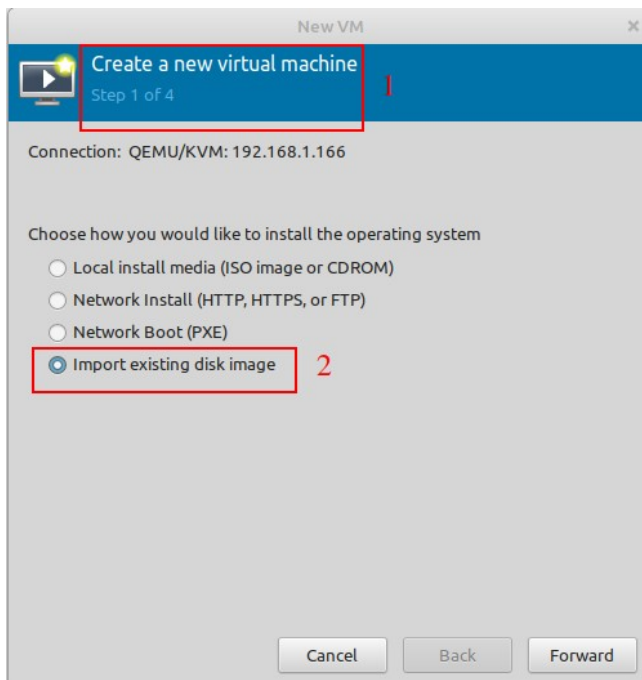 New VM
Create a new virtual machine
Step 1 of 4
1
Connection: QEMU/KVM: 192.168.1.166
Choose how you would like to install the operating system
Local install media (ISO image or CDROM)
Network Install (HTTP, HTTPS, or FTP)
Network Boot (PXE)
Import existing disk image
2
Cancel Back Forward